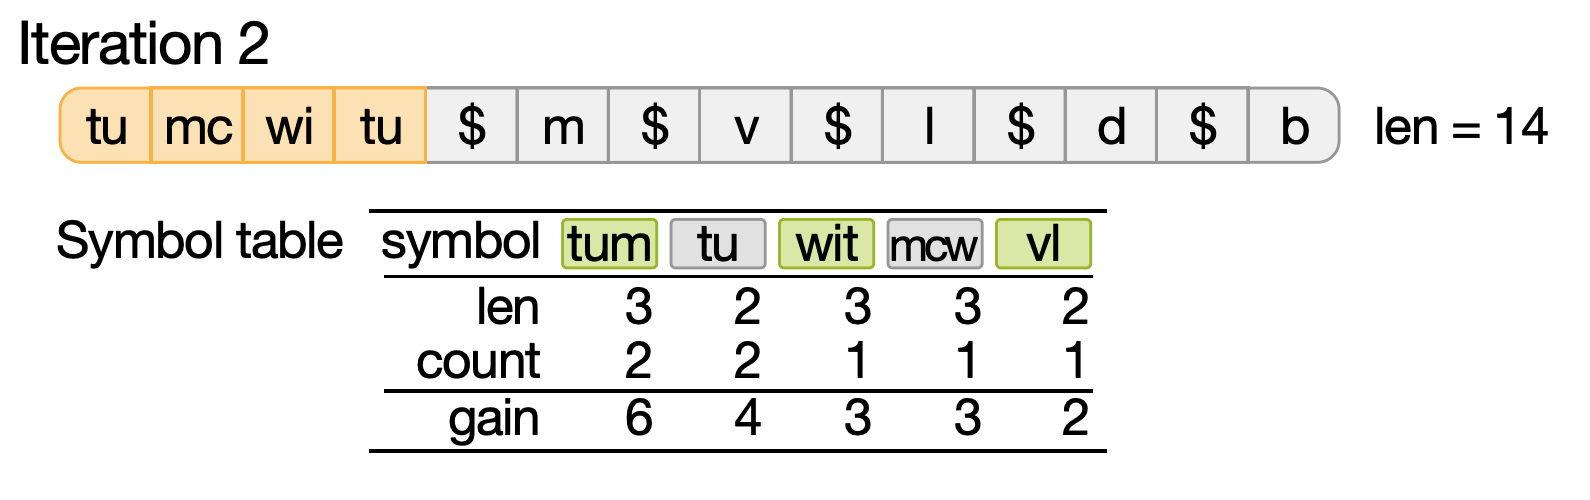 Iteration 2
tu mc wi tu $ m $ v $ l $ d $ b len = 14
Symbol table symbol tum tu wit mcw vl
len 3 2 3 3 2
count 2 2 1 1 1
gain 6 4 3 3 2